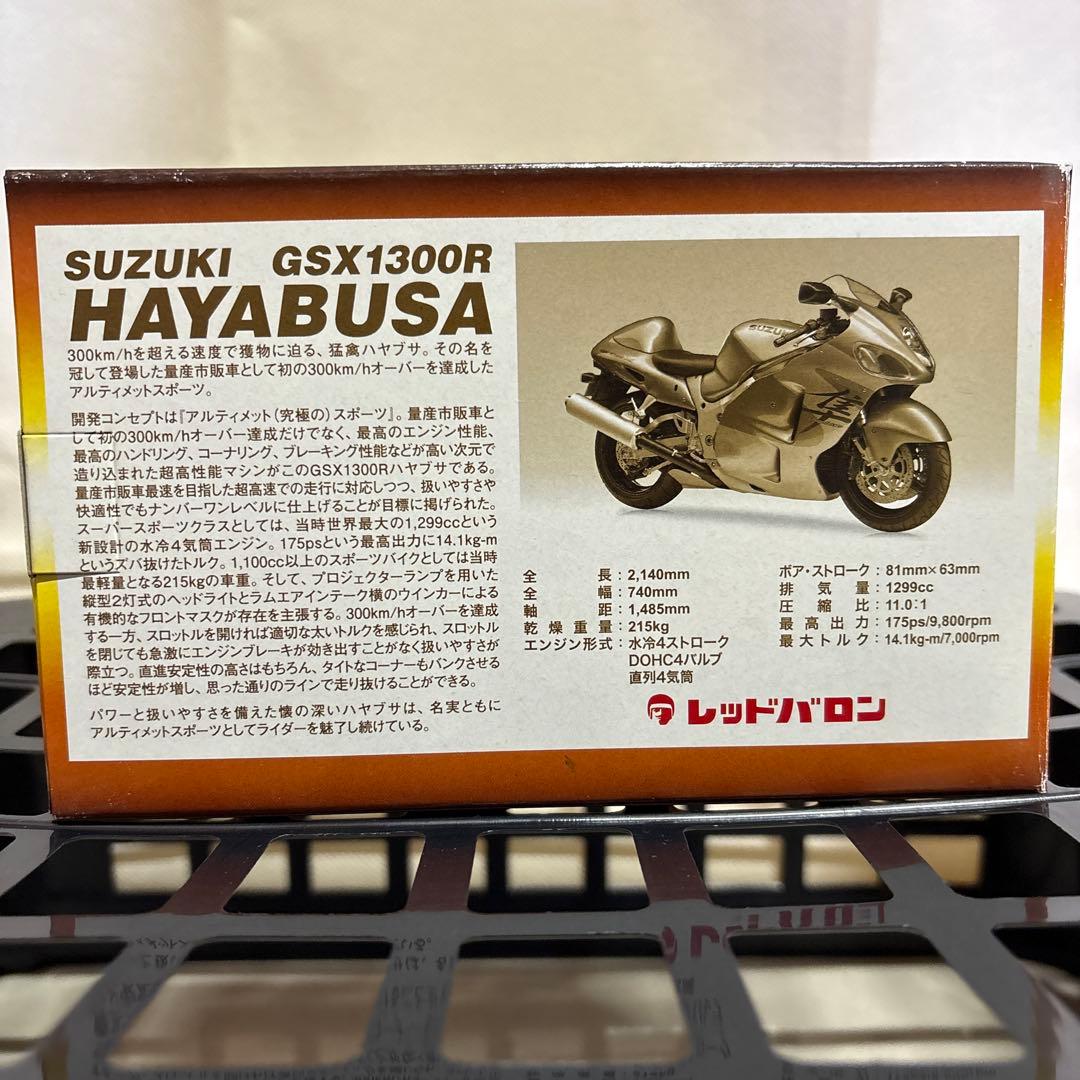 SUZUKI GSX1300R
HAYABUSA
300km/hを超える速度で獲物に迫る、猛禽ハヤブサ。その名を
冠して登場した量産市販車として初の300km/hオーバーを達成した
アルティメットスポーツ。
開発コンセプトは『アルティメット(究極の)スポーツ』。量産市販車と
して初の300km/hオーバー達成だけでなく、最高のエンジン性能、
最高のハンドリング、コーナリング、ブレーキング性能などが高い次元で
造り込まれた超高性能マシンがこのGSX1300Rハヤブサである。
量産市販車最速を目指した超高速での走行に対応しつつ、扱いやすさや
快適性でもナンバーワンレベルに仕上げることが目標に掲げられた。
スーパースポーツクラスとしては、当時世界最大の1,299ccという
新設計の水冷4気筒エンジン。175psという最高出力に14.1kg-m
というズバ抜けたトルク。1,100cc以上のスポーツバイクとしては当時
最軽量となる215kgの車重。そして、プロジェクターランプを用いた
縦型2灯式のヘッドライトとラムエアインテーク横のウインカーによる
有機的なフロントマスクが存在を主張する。300km/hオーバーを達成
する一方、スロットルを開ければ適切な太いトルクを感じられ、スロットル
を閉じても急激にエンジンブレーキが効き出すことがなく扱いやすさが
際立つ。直進安定性の高さはもちろん、タイトなコーナーもバンクさせる
ほど安定性が増し、思った通りのラインで走り抜けることができる。
パワーと扱いやすさを備えた懐の深いハヤブサは、名実ともに
アルティメットスポーツとしてライダーを魅了し続けている。
SUZUKI
隼
全長：2,140mm
全幅：740mm
軸距：1,485mm
乾燥重量：215kg
エンジン形式：水冷4ストローク
DOHC4バルブ
直列4気筒
ボア・ストローク：81mm×63mm
排気量：1299cc
圧縮比：11.0：1
最高出力：175ps/9,800rpm
最大トルク：14.1kg-m/7,000rpm
レッドバロン